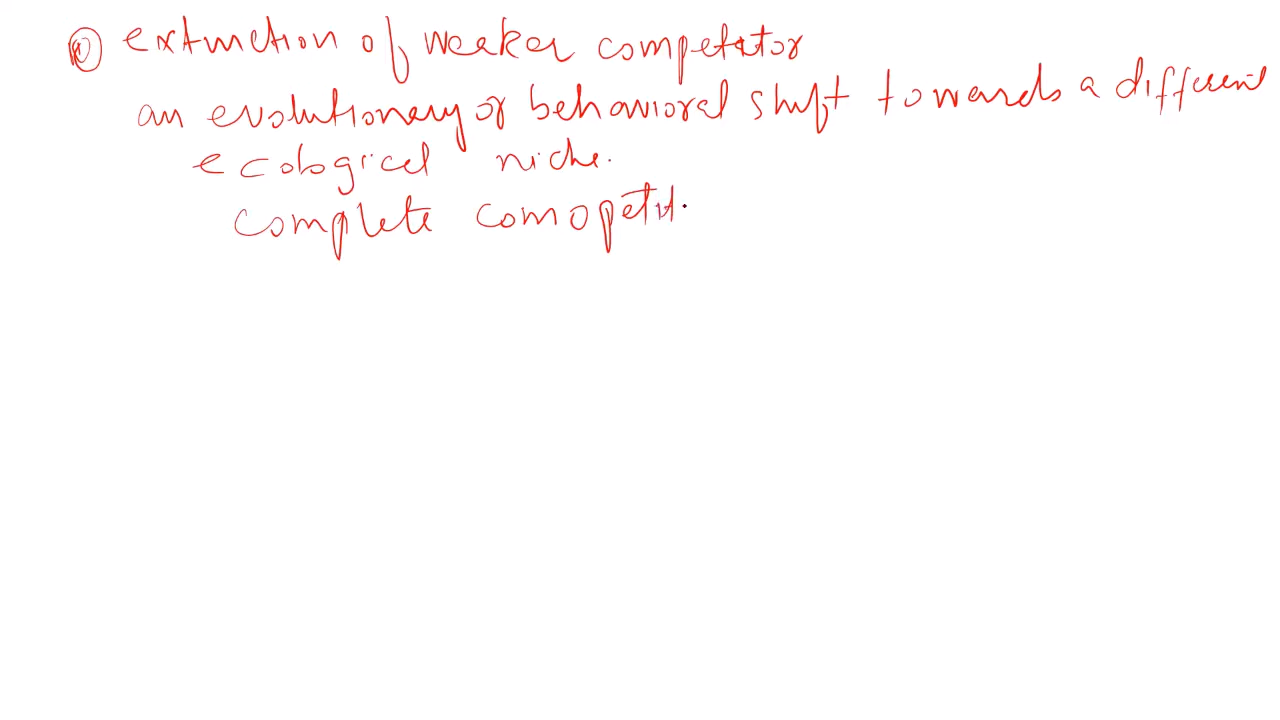 extinction of weaker competator
an evolutionary or behavioral shift towards a different
ecological niche.
complete comopetit